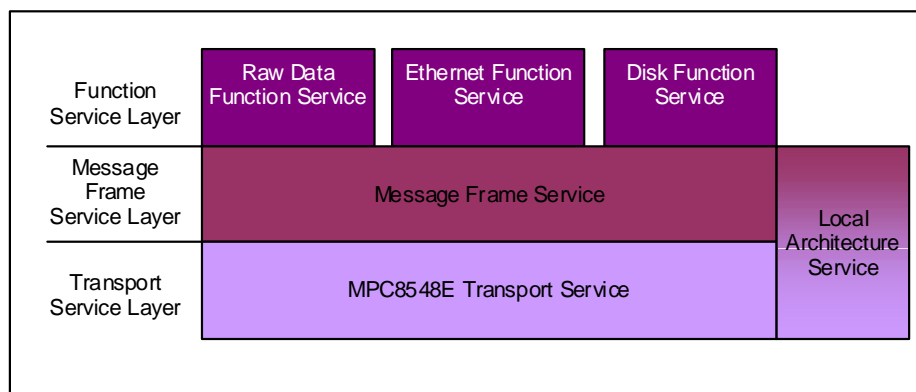 Function
Service Layer
Raw Data
Function Service
Ethernet Function
Service
Disk Function
Service
Message
Frame
Service Layer
Message Frame Service
Local
Architecture
Service
Transport
Service Layer
MPC8548E Transport Service